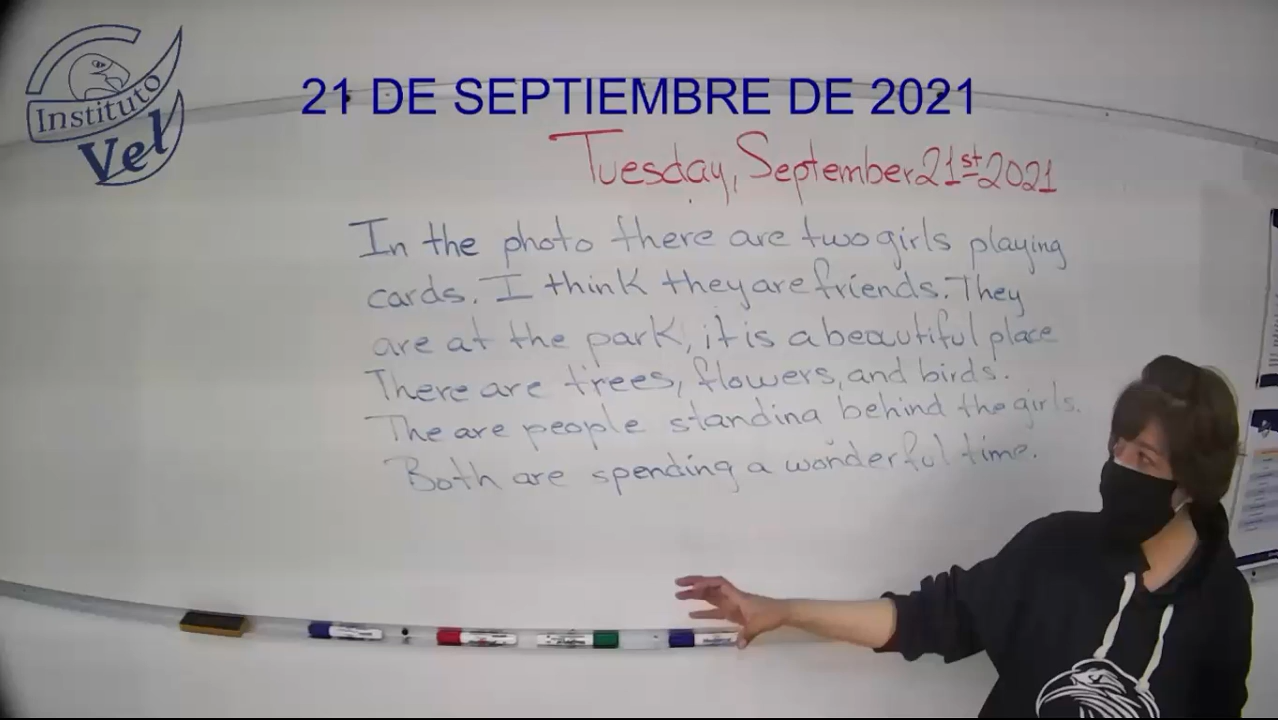 Instituto
Vel
21 DE SEPTIEMBRE DE 2021
Tuesday, September 21st 2021
In the photo there are two girls playing
cards. I think they are friends. They
are at the park, it is a beautiful place
There are trees, flowers, and birds.
The are people standing behind the girls.
Both are spending a wonderful time.